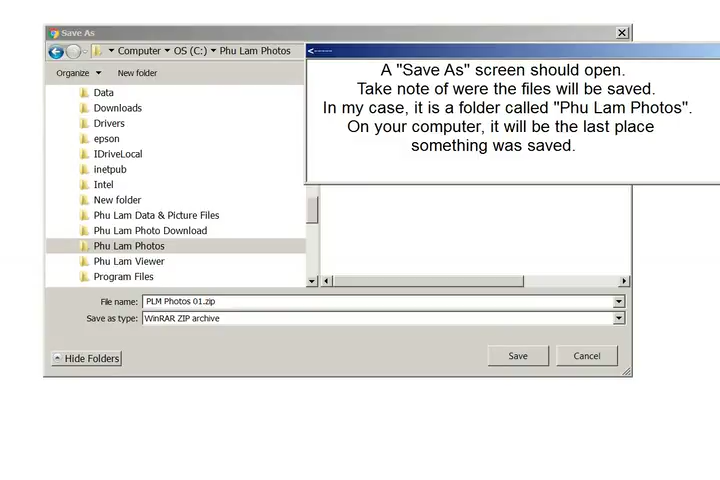 Save As
Computer OS (C:) Phu Lam Photos
<-----
Organize New folder
A "Save As" screen should open.
Take note of were the files will be saved.
In my case, it is a folder called "Phu Lam Photos".
On your computer, it will be the last place
something was saved.
Data
Downloads
Drivers
epson
IDriveLocal
inetpub
Intel
New folder
Phu Lam Data & Picture Files
Phu Lam Photo Download
Phu Lam Photos
Phu Lam Viewer
Program Files
File name: PLM Photos 01.zip
Save as type: WinRAR ZIP archive
Hide Folders
Save
Cancel